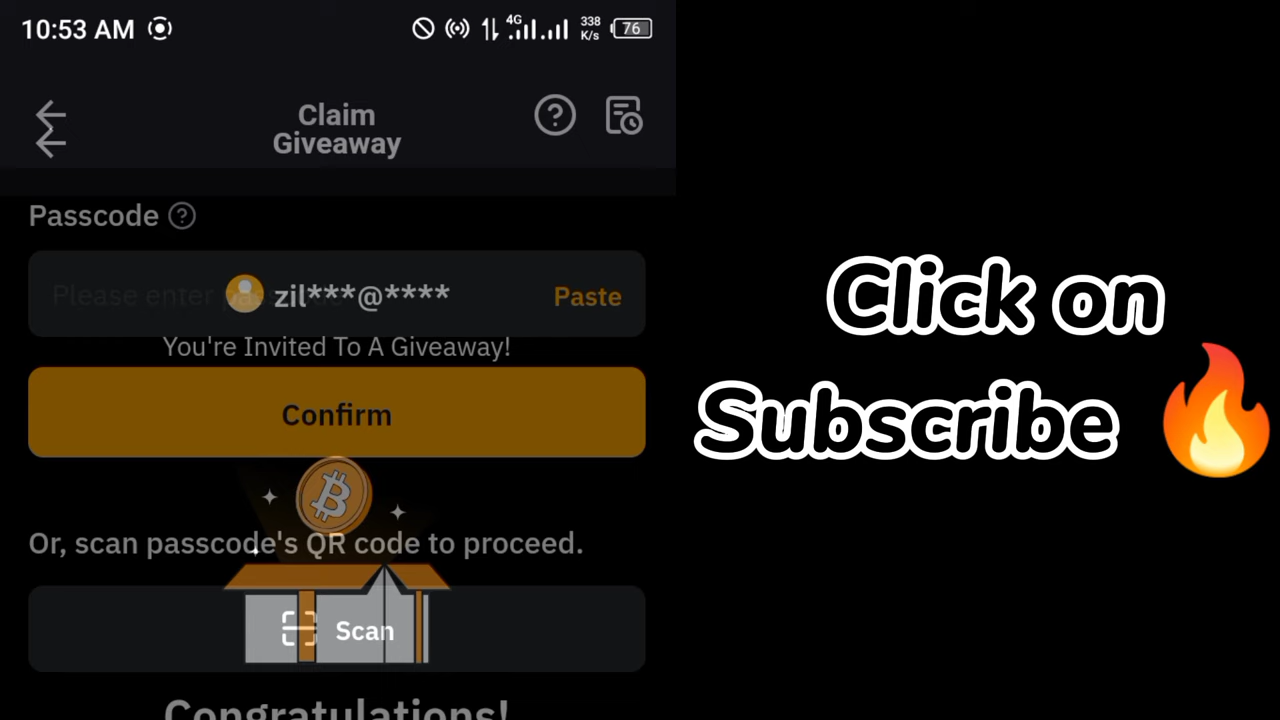 10:53 AM
4G
338
K/s
76
Claim
Giveaway
Passcode
zil***@****
Paste
You're Invited To A Giveaway!
Confirm
Or, scan passcode's QR code to proceed.
Scan
Congratulations!
Click on
Subscribe